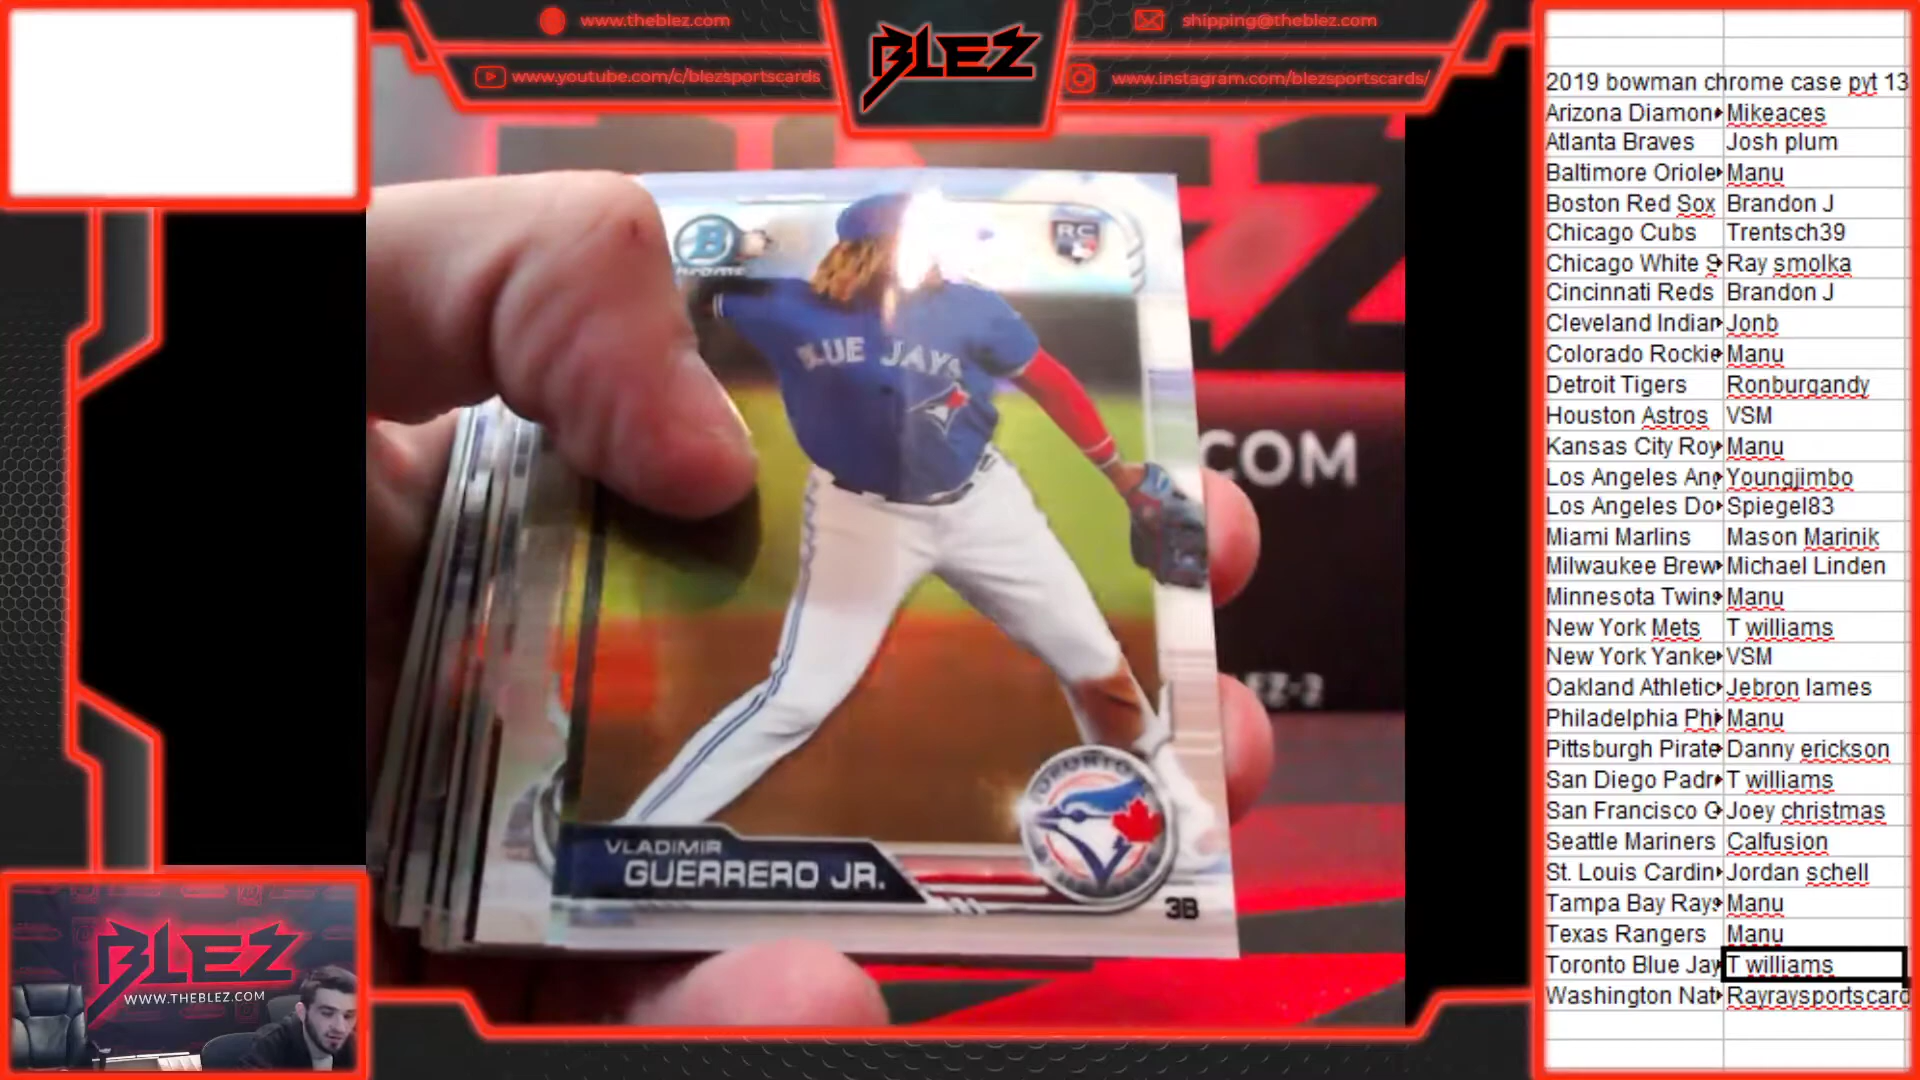 www.theblez.com
www.youtube.com/c/blezsportscards
BLEZ
shipping@theblez.com
www.instagram.com/blezsportscards/
B
chrome
RC
BLUE JAYS
COM
EZ-2
TORONTO
VLADIMIR
GUERRERO JR.
3B
BLEZ
WWW.THEBLEZ.COM
2019 bowman chrome case pyt 13
Arizona Diamon Mikeaces
Atlanta Braves Josh plum
Baltimore Oriole Manu
Boston Red Sox Brandon J
Chicago Cubs Trentsch39
Chicago White S Ray smolka
Cincinnati Reds Brandon J
Cleveland Indian Jonb
Colorado Rockie Manu
Detroit Tigers Ronburgandy
Houston Astros VSM
Kansas City Roy Manu
Los Angeles Ang Youngjimbo
Los Angeles Do Spiegel83
Miami Marlins Mason Marinik
Milwaukee Brew Michael Linden
Minnesota Twins Manu
New York Mets T williams
New York Yanke VSM
Oakland Athletic Jebron lames
Philadelphia Phi Manu
Pittsburgh Pirate Danny erickson
San Diego Padr T williams
San Francisco G Joey christmas
Seattle Mariners Calfusion
St. Louis Cardin Jordan schell
Tampa Bay Rays Manu
Texas Rangers Manu
Toronto Blue Jay T williams
Washington Nat Rayraysportscard